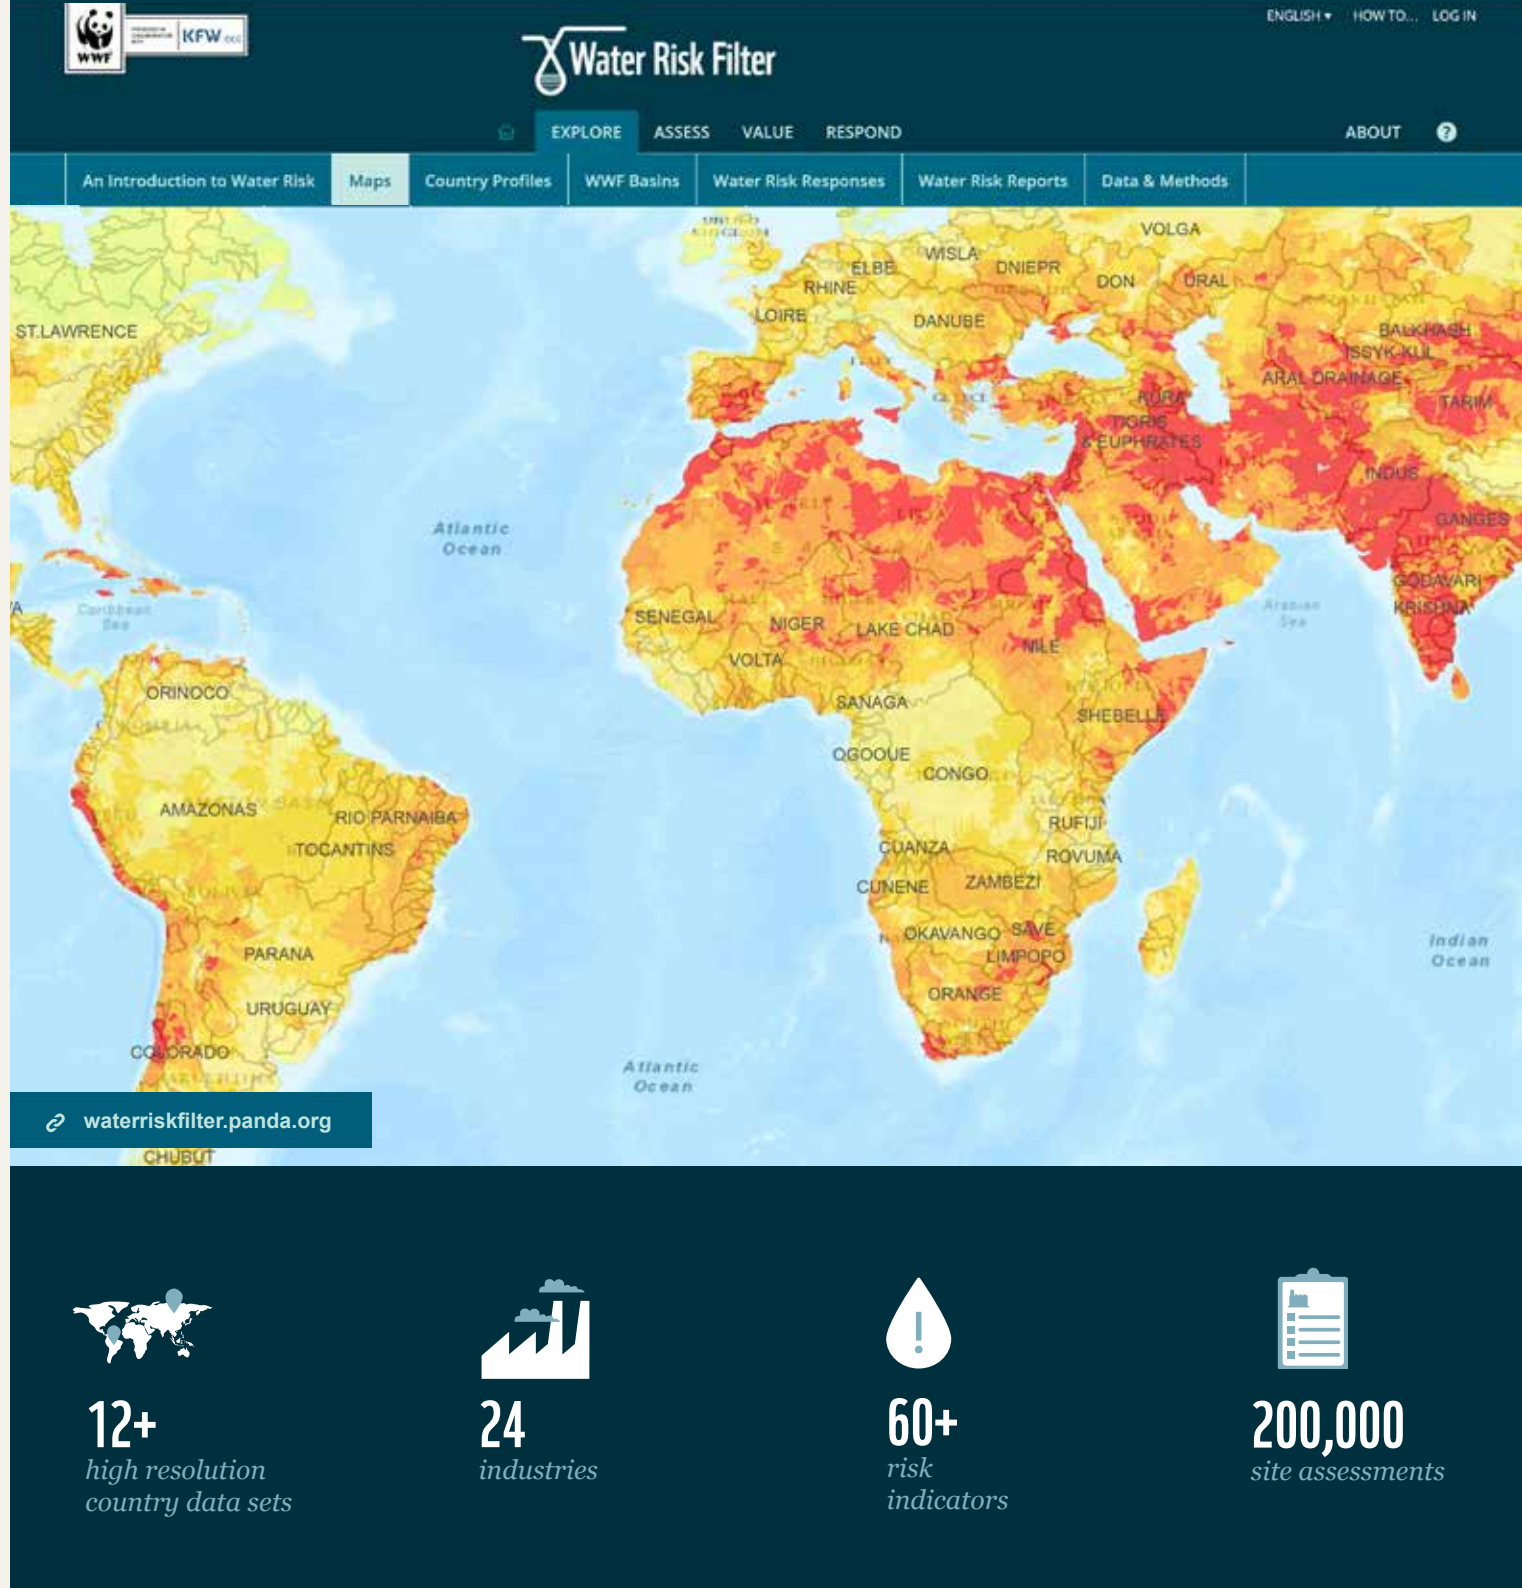 ENGLISH HOW TO... LOG IN
WWF
KFW
Water Risk Filter
EXPLORE ASSESS VALUE RESPOND ABOUT ?
An Introduction to Water Risk Maps Country Profiles WWF Basins Water Risk Responses Water Risk Reports Data & Methods
VOLGA
WISLA
ELBE
DNIEPR
RHINE
DON
URAL
LOIRE
DANUBE
ST.LAWRENCE
BALKHASH
ISSYK-KUL
ARAL DRAINAGE
KURA
TARIM
TIGRIS
& EUPHRATES
INDUS
GANGES
Atlantic
Ocean
GODAVARI
KRISHNA
Caribbean
Sea
Arabian
Sea
SENEGAL
NIGER
LAKE CHAD
NILE
VOLTA
ORINOCO
SANAGA
SHEBELLE
OGOOUE
CONGO
AMAZONAS
RIO PARNAIBA
RUFIJI
TOCANTINS
CUANZA
ROVUMA
CUNENE
ZAMBEZI
OKAVANGO
SAVE
LIMPOPO
Indian
Ocean
PARANA
ORANGE
URUGUAY
COLORADO
Atlantic
Ocean
waterriskfilter.panda.org
CHUBUT
12+
high resolution
country data sets
24
industries
60+
risk
indicators
200,000
site assessments